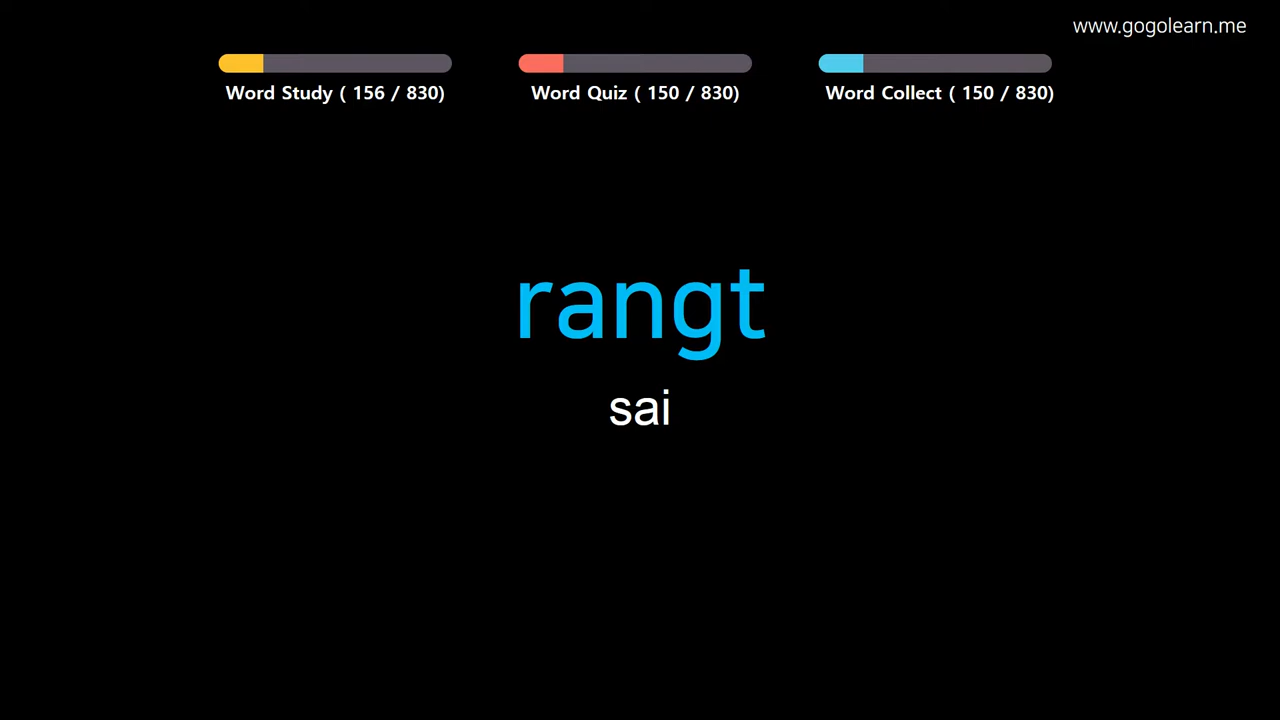 www.gogolearn.me
Word Study ( 156 / 830)
Word Quiz ( 150 / 830)
Word Collect ( 150 / 830)
rangt
sai